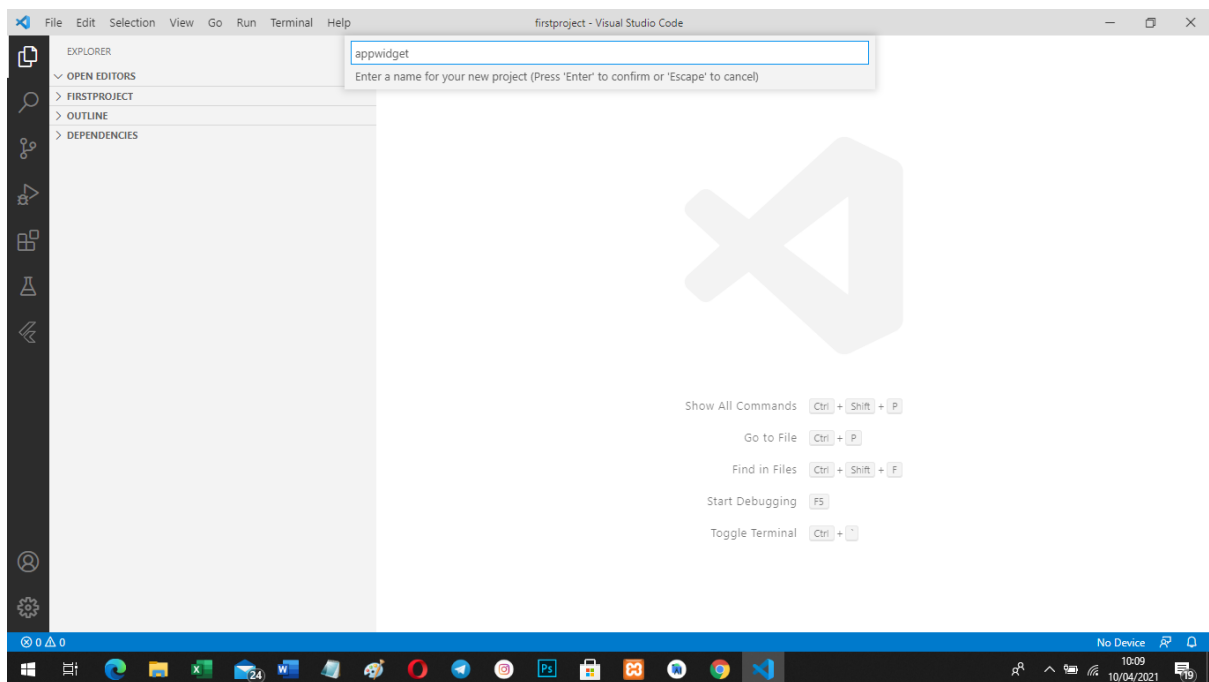 File Edit Selection View Go Run Terminal Help firstproject - Visual Studio Code
appwidget
Enter a name for your new project (Press 'Enter' to confirm or 'Escape' to cancel)
EXPLORER
OPEN EDITORS
FIRSTPROJECT
OUTLINE
DEPENDENCIES
Show All Commands Ctrl + Shift + P
Go to File Ctrl + P
Find in Files Ctrl + Shift + F
Start Debugging F5
Toggle Terminal Ctrl + `
0 0 No Device
24 W Ps 10:09
10/04/2021 19